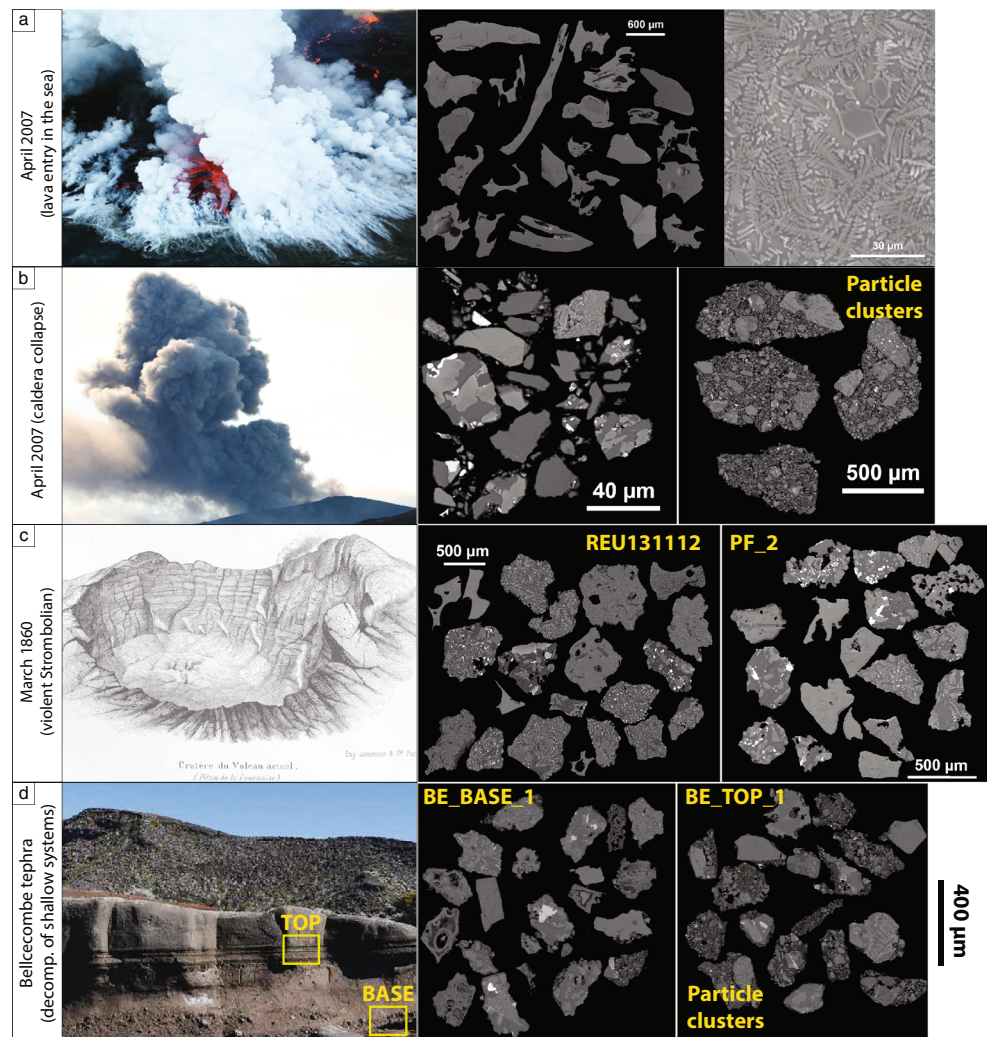 a
April 2007
(lava entry in the sea)
600 µm
30 µm
b
April 2007 (caldera collapse)
40 µm
Particle
clusters
500 µm
c
March 1860
(violent Strombolian)
Cratère du Volcan actuel.
(Piton de la fournaise)
500 µm
REU131112
PF_2
500 µm
d
Bellecombe tephra
(decomp. of shallow systems)
TOP
BASE
BE_BASE_1
BE_TOP_1
Particle
clusters
400 µm